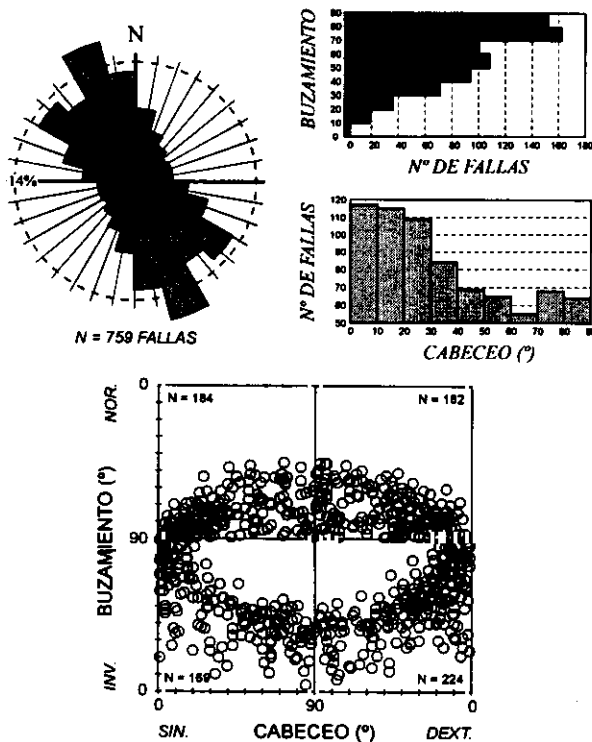 N
14%
N = 759 FALLAS
BUZAMIENTO
90
80
70
60
50
40
30
20
10
0
0 20 40 60 80 100 120 140 160 180
Nº DE FALLAS
Nº DE FALLAS
120
110
100
90
80
70
60
50
0 10 20 30 40 50 60 70 80 90
CABECEO (º)
0
NOR.
N = 184
N = 182
BUZAMIENTO (º)
90
INV.
N = 169
N = 224
0
0 90 0
SIN. CABECEO (º) DEXT.